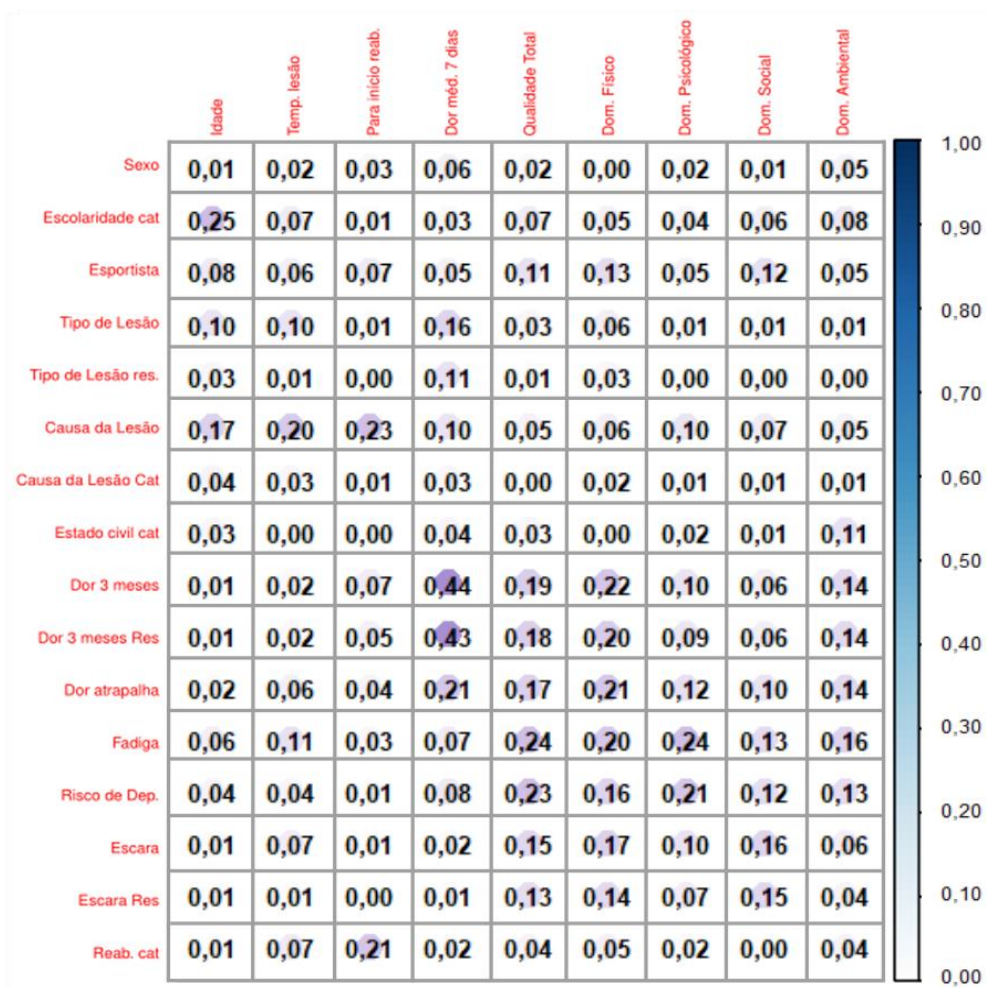 Idade Temp. lesão Para início reab. Dor méd. 7 dias Qualidade Total Dom. Físico Dom. Psicológico Dom. Social Dom. Ambiental
Sexo 0,01 0,02 0,03 0,06 0,02 0,00 0,02 0,01 0,05
Escolaridade cat 0,25 0,07 0,01 0,03 0,07 0,05 0,04 0,06 0,08
Esportista 0,08 0,06 0,07 0,05 0,11 0,13 0,05 0,12 0,05
Tipo de Lesão 0,10 0,10 0,01 0,16 0,03 0,06 0,01 0,01 0,01
Tipo de Lesão res. 0,03 0,01 0,00 0,11 0,01 0,03 0,00 0,00 0,00
Causa da Lesão 0,17 0,20 0,23 0,10 0,05 0,06 0,10 0,07 0,05
Causa da Lesão Cat 0,04 0,03 0,01 0,03 0,00 0,02 0,01 0,01 0,01
Estado civil cat 0,03 0,00 0,00 0,04 0,03 0,00 0,02 0,01 0,11
Dor 3 meses 0,01 0,02 0,07 0,44 0,19 0,22 0,10 0,06 0,14
Dor 3 meses Res 0,01 0,02 0,05 0,43 0,18 0,20 0,09 0,06 0,14
Dor atrapalha 0,02 0,06 0,04 0,21 0,17 0,21 0,12 0,10 0,14
Fadiga 0,06 0,11 0,03 0,07 0,24 0,20 0,24 0,13 0,16
Risco de Dep. 0,04 0,04 0,01 0,08 0,23 0,16 0,21 0,12 0,13
Escara 0,01 0,07 0,01 0,02 0,15 0,17 0,10 0,16 0,06
Escara Res 0,01 0,01 0,00 0,01 0,13 0,14 0,07 0,15 0,04
Reab. cat 0,01 0,07 0,21 0,02 0,04 0,05 0,02 0,00 0,04
1,00
0,90
0,80
0,70
0,60
0,50
0,40
0,30
0,20
0,10
0,00